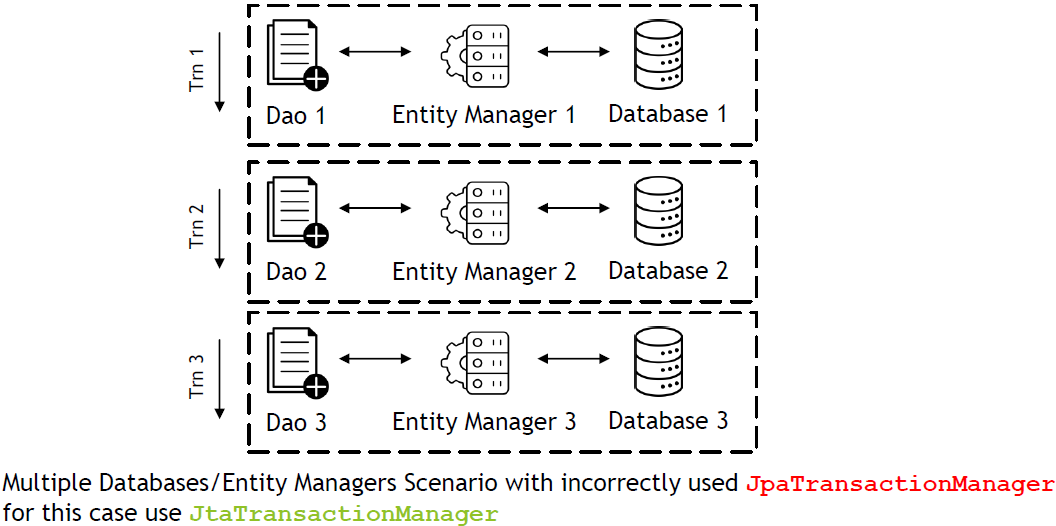 Trn 1
Dao 1 Entity Manager 1 Database 1
Trn 2
Dao 2 Entity Manager 2 Database 2
Trn 3
Dao 3 Entity Manager 3 Database 3
Multiple Databases/Entity Managers Scenario with incorrectly used JpaTransactionManager
for this case use JtaTransactionManager